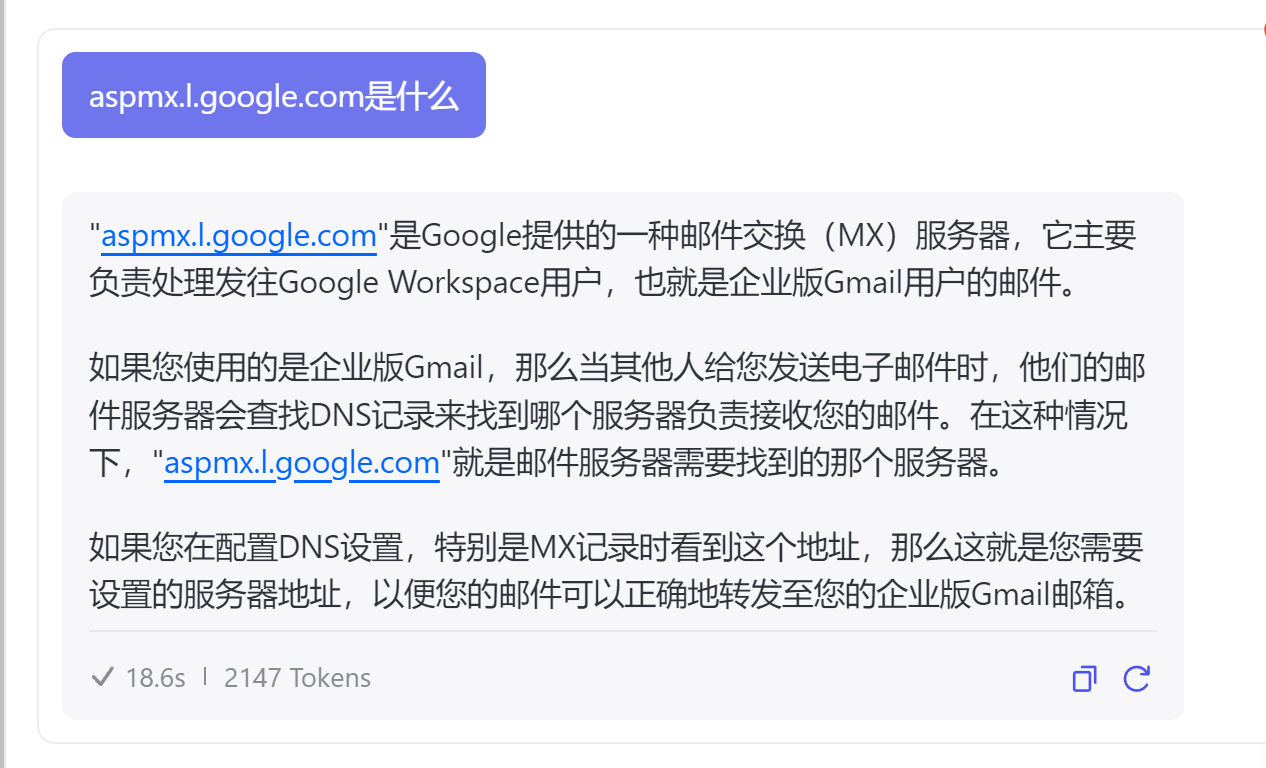 aspmx.l.google.com是什么
"aspmx.l.google.com"是Google提供的一种邮件交换（MX）服务器，它主要
负责处理发往Google Workspace用户，也就是企业版Gmail用户的邮件。
如果您使用的是企业版Gmail，那么当其他人给您发送电子邮件时，他们的邮
件服务器会查找DNS记录来找到哪个服务器负责接收您的邮件。在这种情况
下，"aspmx.l.google.com"就是邮件服务器需要找到的那个服务器。
如果您在配置DNS设置，特别是MX记录时看到这个地址，那么这就是您需要
设置的服务器地址，以便您的邮件可以正确地转发至您的企业版Gmail邮箱。
18.6s | 2147 Tokens